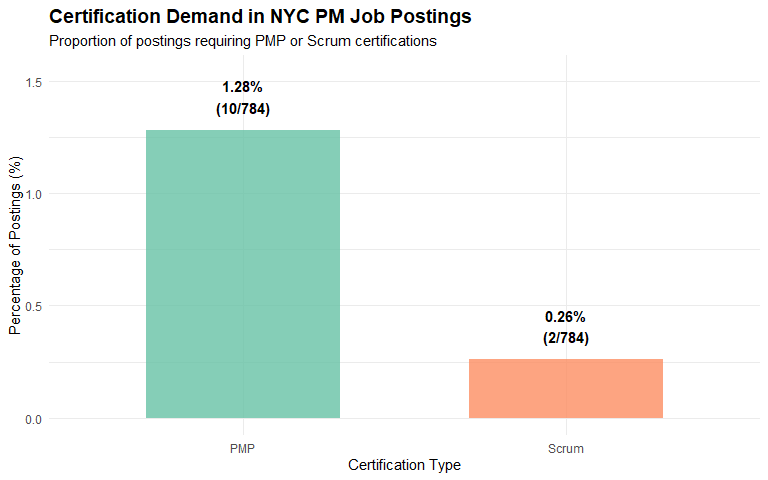 Certification Demand in NYC PM Job Postings
Proportion of postings requiring PMP or Scrum certifications
Percentage of Postings (%)
1.5
1.0
0.5
0.0
1.28%
(10/784)
0.26%
(2/784)
PMP
Scrum
Certification Type